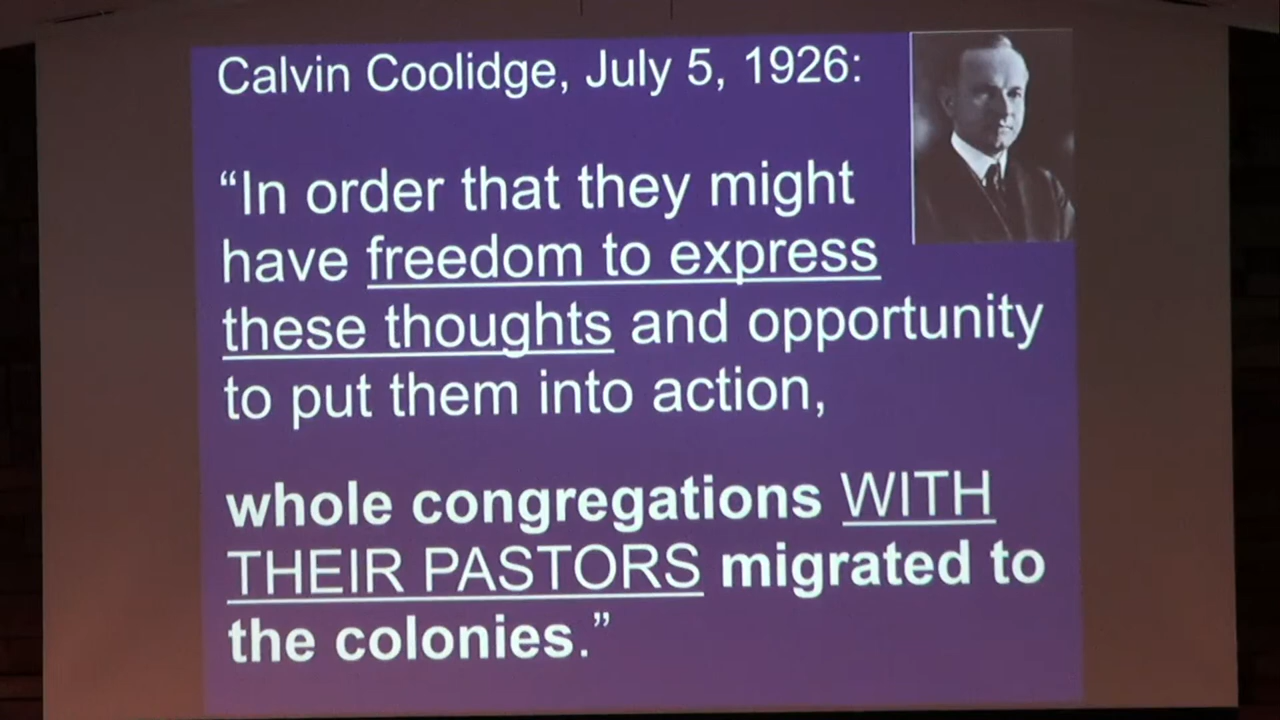 Calvin Coolidge, July 5, 1926:
“In order that they might
have freedom to express
these thoughts and opportunity
to put them into action,
whole congregations WITH
THEIR PASTORS migrated to
the colonies.”